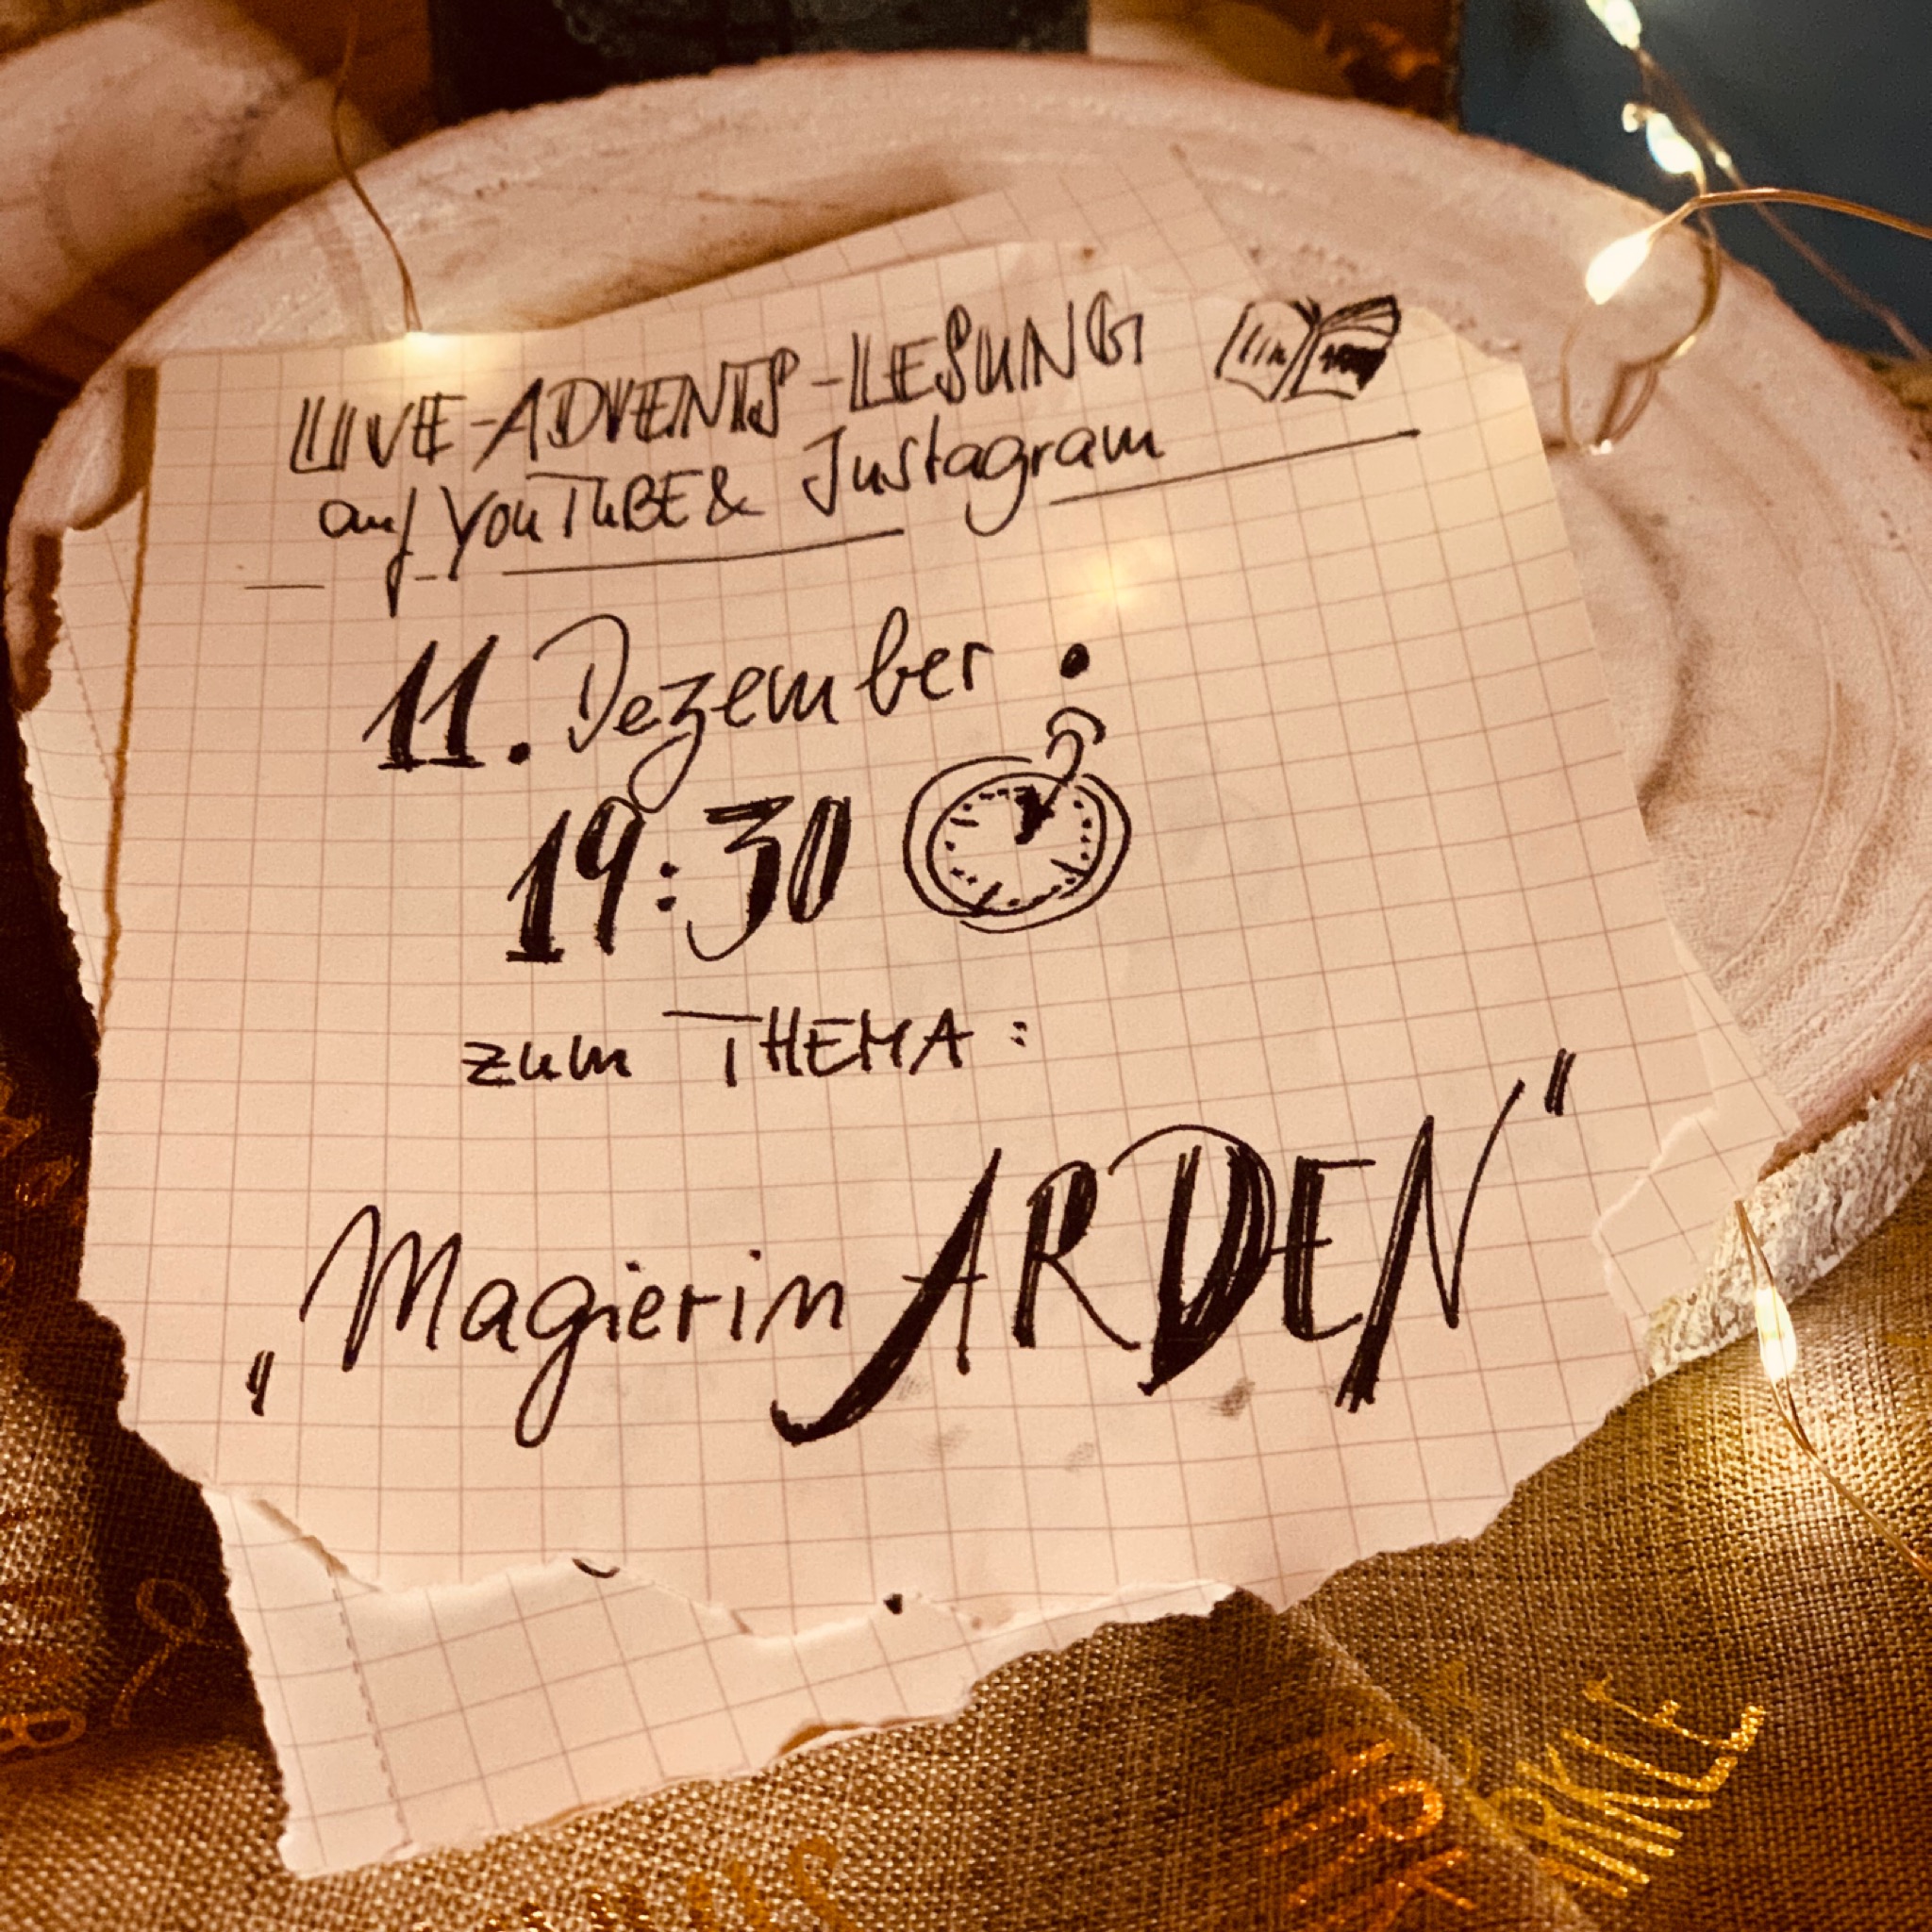 LIVE-ADVENTS-LESUNG
auf YOUTUBE & Instagram
11. Dezember
19:30
zum THEMA:
„Magierin ARDEN"